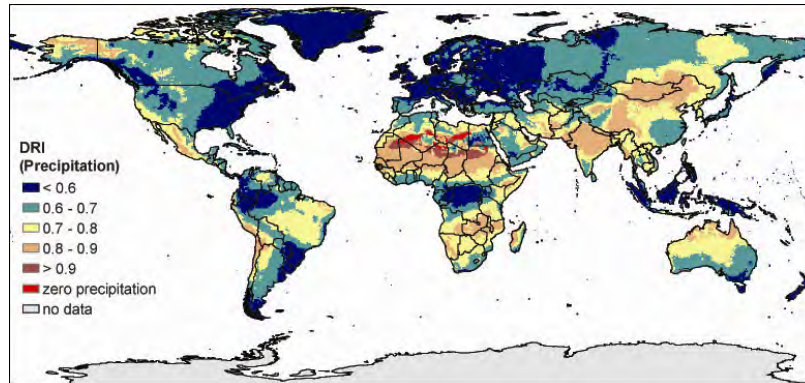 DRI
(Precipitation)
< 0.6
0.6 - 0.7
0.7 - 0.8
0.8 - 0.9
> 0.9
zero precipitation
no data